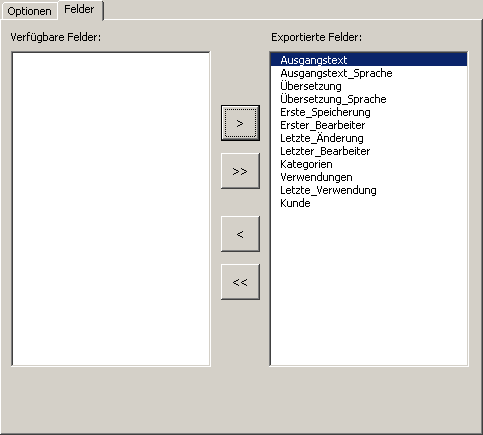 Optionen
Felder
Verfügbare Felder:
Exportierte Felder:
Ausgangstext
Ausgangstext_Sprache
Übersetzung
Übersetzung_Sprache
Erste_Speicherung
Erster_Bearbeiter
Letzte_Änderung
Letzter_Bearbeiter
Kategorien
Verwendungen
Letzte_Verwendung
Kunde
>
>>
<
<<